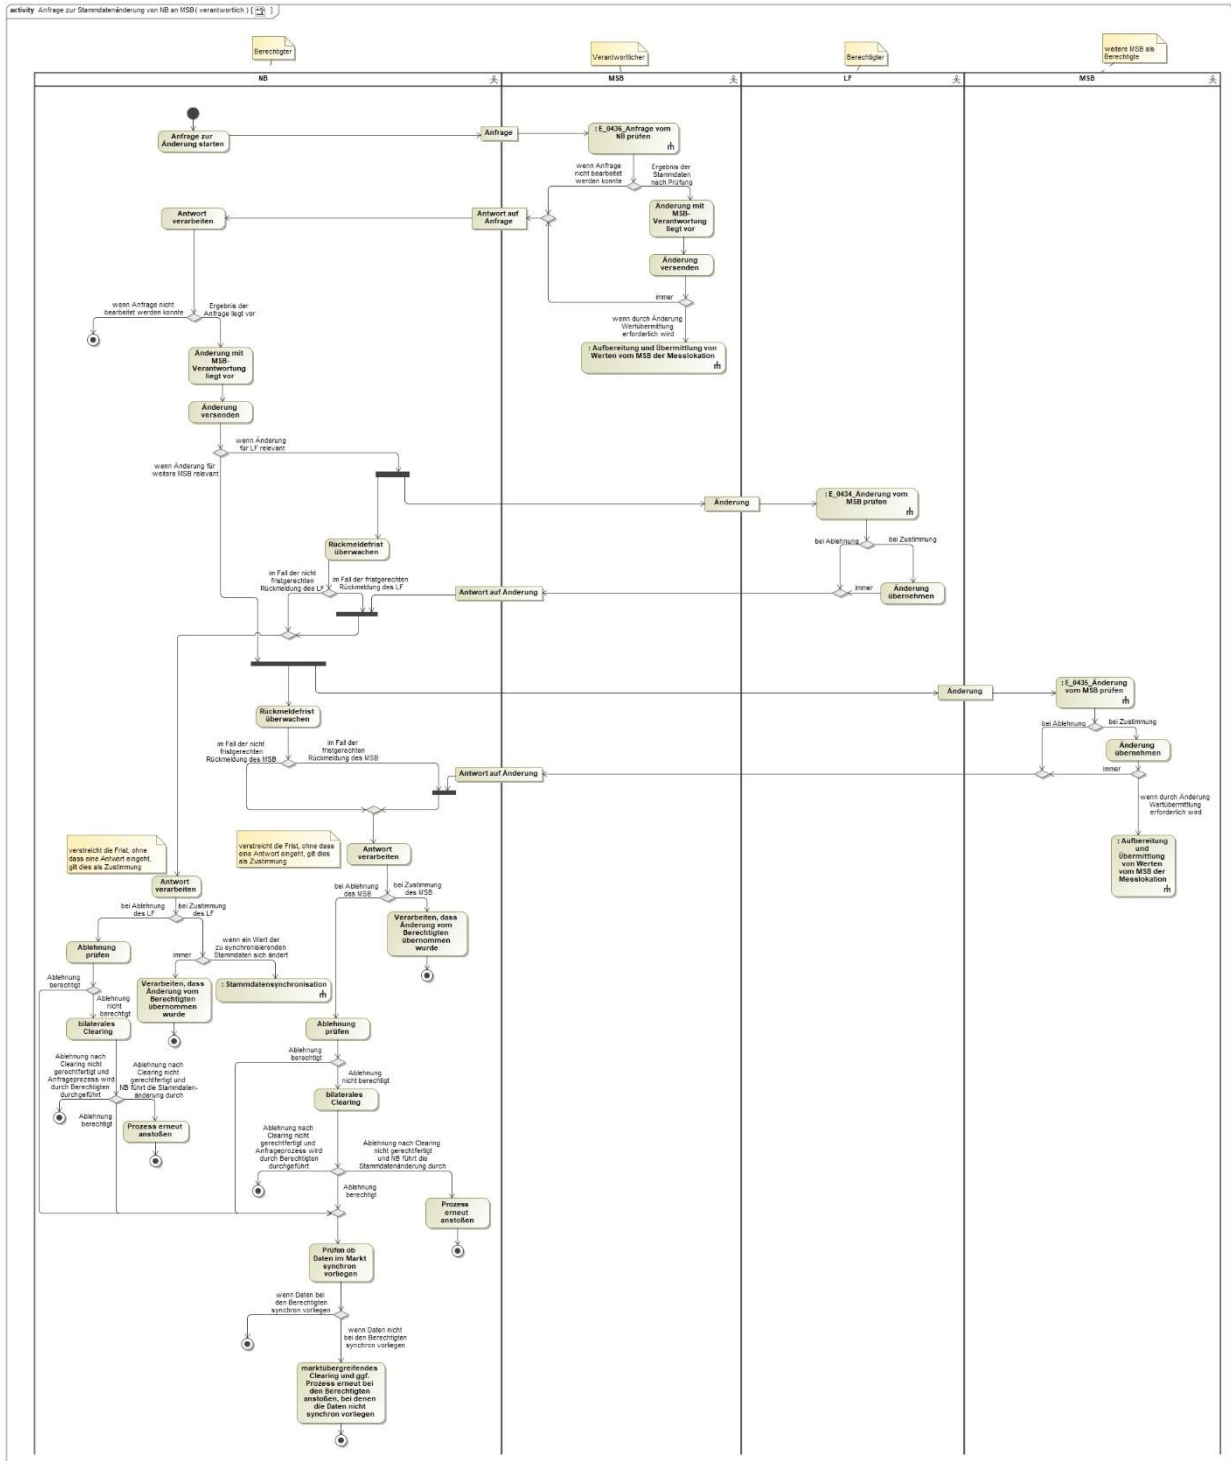 activity Anfrage zur Stammdatenänderung von NB an MSB( verantwortlich ) [ ]
Berechtigter
Verantwortlicher
Berechtigter
weitere MSB als
Berechtigte
NB
MSB
LF
MSB
Anfrage zur
Änderung starten
Anfrage
: E_0436_Anfrage vom
NB prüfen
wenn Anfrage
nicht bearbeitet
werden konnte
Ergebnis der
Stammdaten
nach Prüfung
Antwort
verarbeiten
Antwort auf
Anfrage
Änderung mit
MSB-
Verantwortung
liegt vor
Änderung
versenden
immer
wenn durch Änderung
Wertübermittlung
erforderlich wird
: Aufbereitung und Übermittlung von
Werten vom MSB der Messlokation
wenn Anfrage nicht
bearbeitet werden konnte
Ergebnis der
Anfrage liegt vor
Änderung mit
MSB-
Verantwortung
liegt vor
Änderung
versenden
wenn Änderung
für LF relevant
wenn Änderung für
weitere MSB relevant
Änderung
: E_0434_Änderung vom
MSB prüfen
bei Ablehnung
bei Zustimmung
Rückmeldefrist
überwachen
im Fall der nicht
fristgerechten
Rückmeldung des LF
im Fall der fristgerechten
Rückmeldung des LF
Antwort auf Änderung
immer
Änderung
übernehmen
Änderung
: E_0435_Änderung
vom MSB prüfen
Rückmeldefrist
überwachen
bei Ablehnung
bei Zustimmung
im Fall der nicht
fristgerechten
Rückmeldung des MSB
im Fall der
fristgerechten
Rückmeldung des MSB
Änderung
übernehmen
Antwort auf Änderung
immer
wenn durch Änderung
Wertübermittlung
erforderlich wird
: Aufbereitung
und
Übermittlung
von Werten
vom MSB der
Messlokation
verstreicht die Frist, ohne
dass eine Antwort eingeht,
gilt dies als Zustimmung
verstreicht die Frist, ohne dass
eine Antwort eingeht, gilt dies
als Zustimmung
Antwort
verarbeiten
Antwort
verarbeiten
bei Ablehnung
des MSB
bei Zustimmung
des MSB
bei Ablehnung
des LF
bei Zustimmung
des LF
Verarbeiten, dass
Änderung vom
Berechtigten
übernommen
wurde
Ablehnung
prüfen
wenn ein Wert der
zu synchronisierenden
Stammdaten sich ändert
immer
Ablehnung
berechtigt
Ablehnung
nicht
berechtigt
Verarbeiten, dass
Änderung vom
Berechtigten
übernommen
wurde
: Stammdatensynchronisation
bilaterales
Clearing
Ablehnung
prüfen
Ablehnung
berechtigt
Ablehnung
nicht berechtigt
Ablehnung nach
Clearing nicht
gerechtfertigt und
Anfrageprozess wird
durch Berechtigten
durchgeführt
Ablehnung nach
Clearing nicht
gerechtfertigt und
NB führt die Stammdaten-
änderung durch
Ablehnung
berechtigt
Prozess erneut
anstoßen
bilaterales
Clearing
Ablehnung nach
Clearing nicht
gerechtfertigt und
Anfrageprozess wird
durch Berechtigten
durchgeführt
Ablehnung nach Clearing
nicht gerechtfertigt
und NB führt die
Stammdatenänderung durch
Ablehnung
berechtigt
Prozess
erneut
anstoßen
Prüfen ob
Daten im Markt
synchron
vorliegen
wenn Daten bei
den Berechtigten
synchron vorliegen
wenn Daten nicht
bei den Berechtigten
synchron vorliegen
marktübergreifendes
Clearing und ggf.
Prozess erneut bei
den Berechtigten
anstoßen, bei denen
die Daten nicht
synchron vorliegen